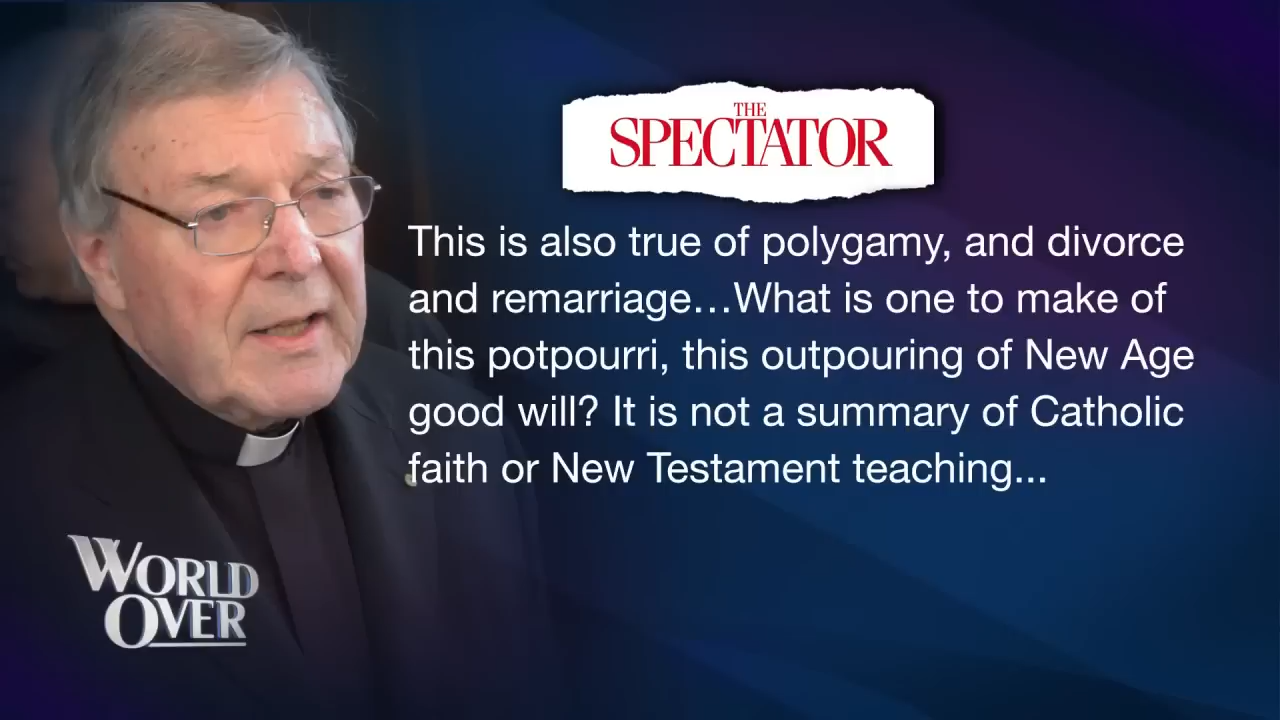 THE
SPECTATOR
This is also true of polygamy, and divorce
and remarriage...What is one to make of
this potpourri, this outpouring of New Age
good will? It is not a summary of Catholic
faith or New Testament teaching...
WORLD
OVER